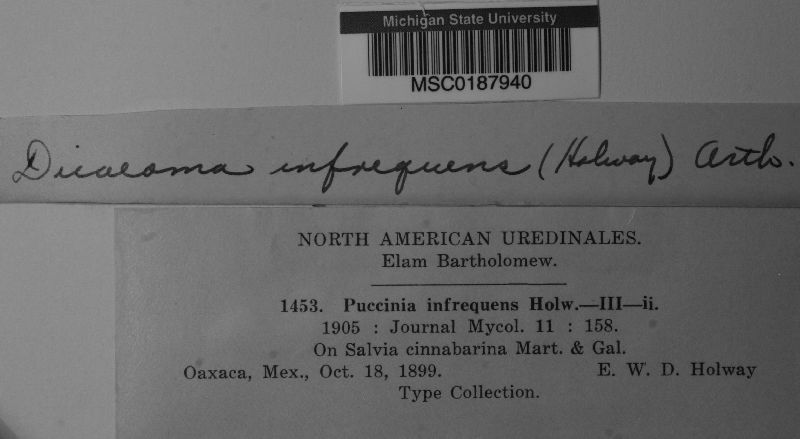 Michigan State University
MSC0187940
Dicaeoma infrequens (Holway) Arth.
NORTH AMERICAN UREDINALES.
Elam Bartholomew.
1453. Puccinia infrequens Holw.—III—ii.
1905 : Journal Mycol. 11 : 158.
On Salvia cinnabarina Mart. & Gal.
Oaxaca, Mex., Oct. 18, 1899. E. W. D. Holway
Type Collection.